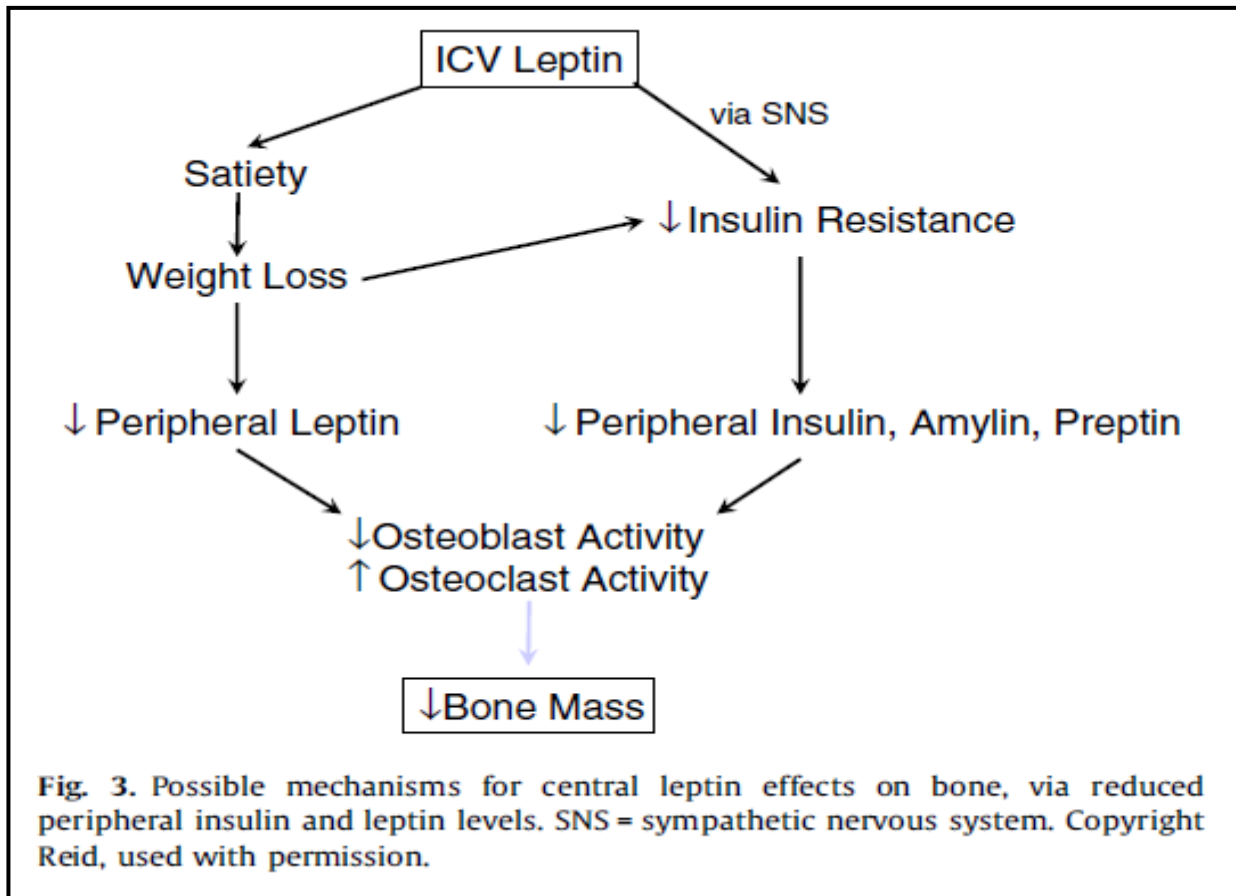 ICV Leptin
via SNS
Satiety
↓Insulin Resistance
Weight Loss
↓Peripheral Leptin
↓Peripheral Insulin, Amylin, Preptin
↓Osteoblast Activity
↑Osteoclast Activity
↓Bone Mass
Fig. 3. Possible mechanisms for central leptin effects on bone, via reduced
peripheral insulin and leptin levels. SNS = sympathetic nervous system. Copyright
Reid, used with permission.